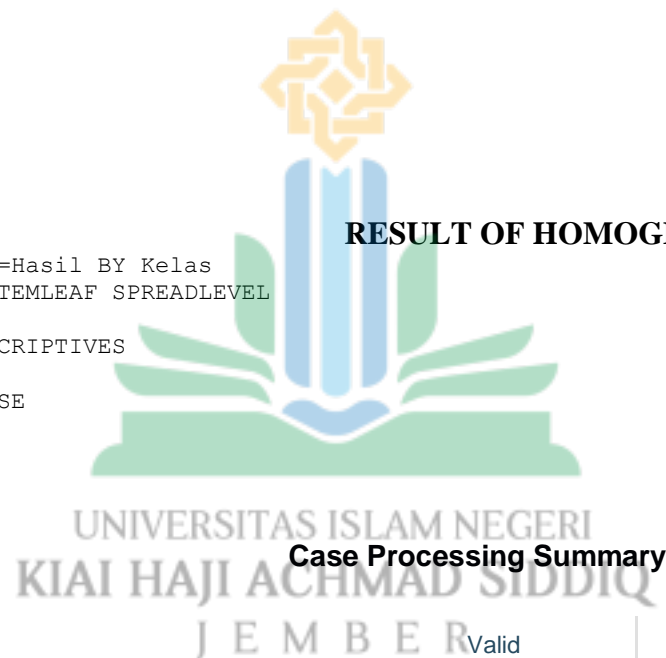 RESULT OF HOMOG
=Hasil BY Kelas
TEMLEAF SPREADLEVEL
CRIPTIVES
SE
UNIVERSITAS ISLAM NEGERI
Case Processing Summary
KIAI HAJI ACHMAD SIDDIQ
JEMBER
Valid